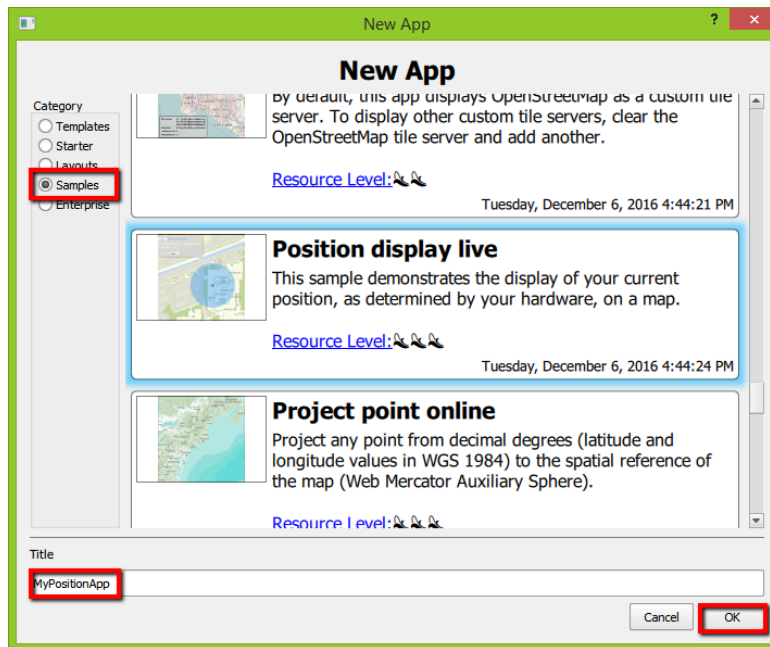 New App
?
×
New App
Category
Templates
Starter
Layouts
Samples
Enterprise
By default, this app displays OpenStreetMap as a custom tile
server. To display other custom tile servers, clear the
OpenStreetMap tile server and add another.
Resource Level:
Tuesday, December 6, 2016 4:44:21 PM
Position display live
This sample demonstrates the display of your current
position, as determined by your hardware, on a map.
Resource Level:
Tuesday, December 6, 2016 4:44:24 PM
Project point online
Project any point from decimal degrees (latitude and
longitude values in WGS 1984) to the spatial reference of
the map (Web Mercator Auxiliary Sphere).
Resource Level:
Title
MyPositionApp
Cancel
OK